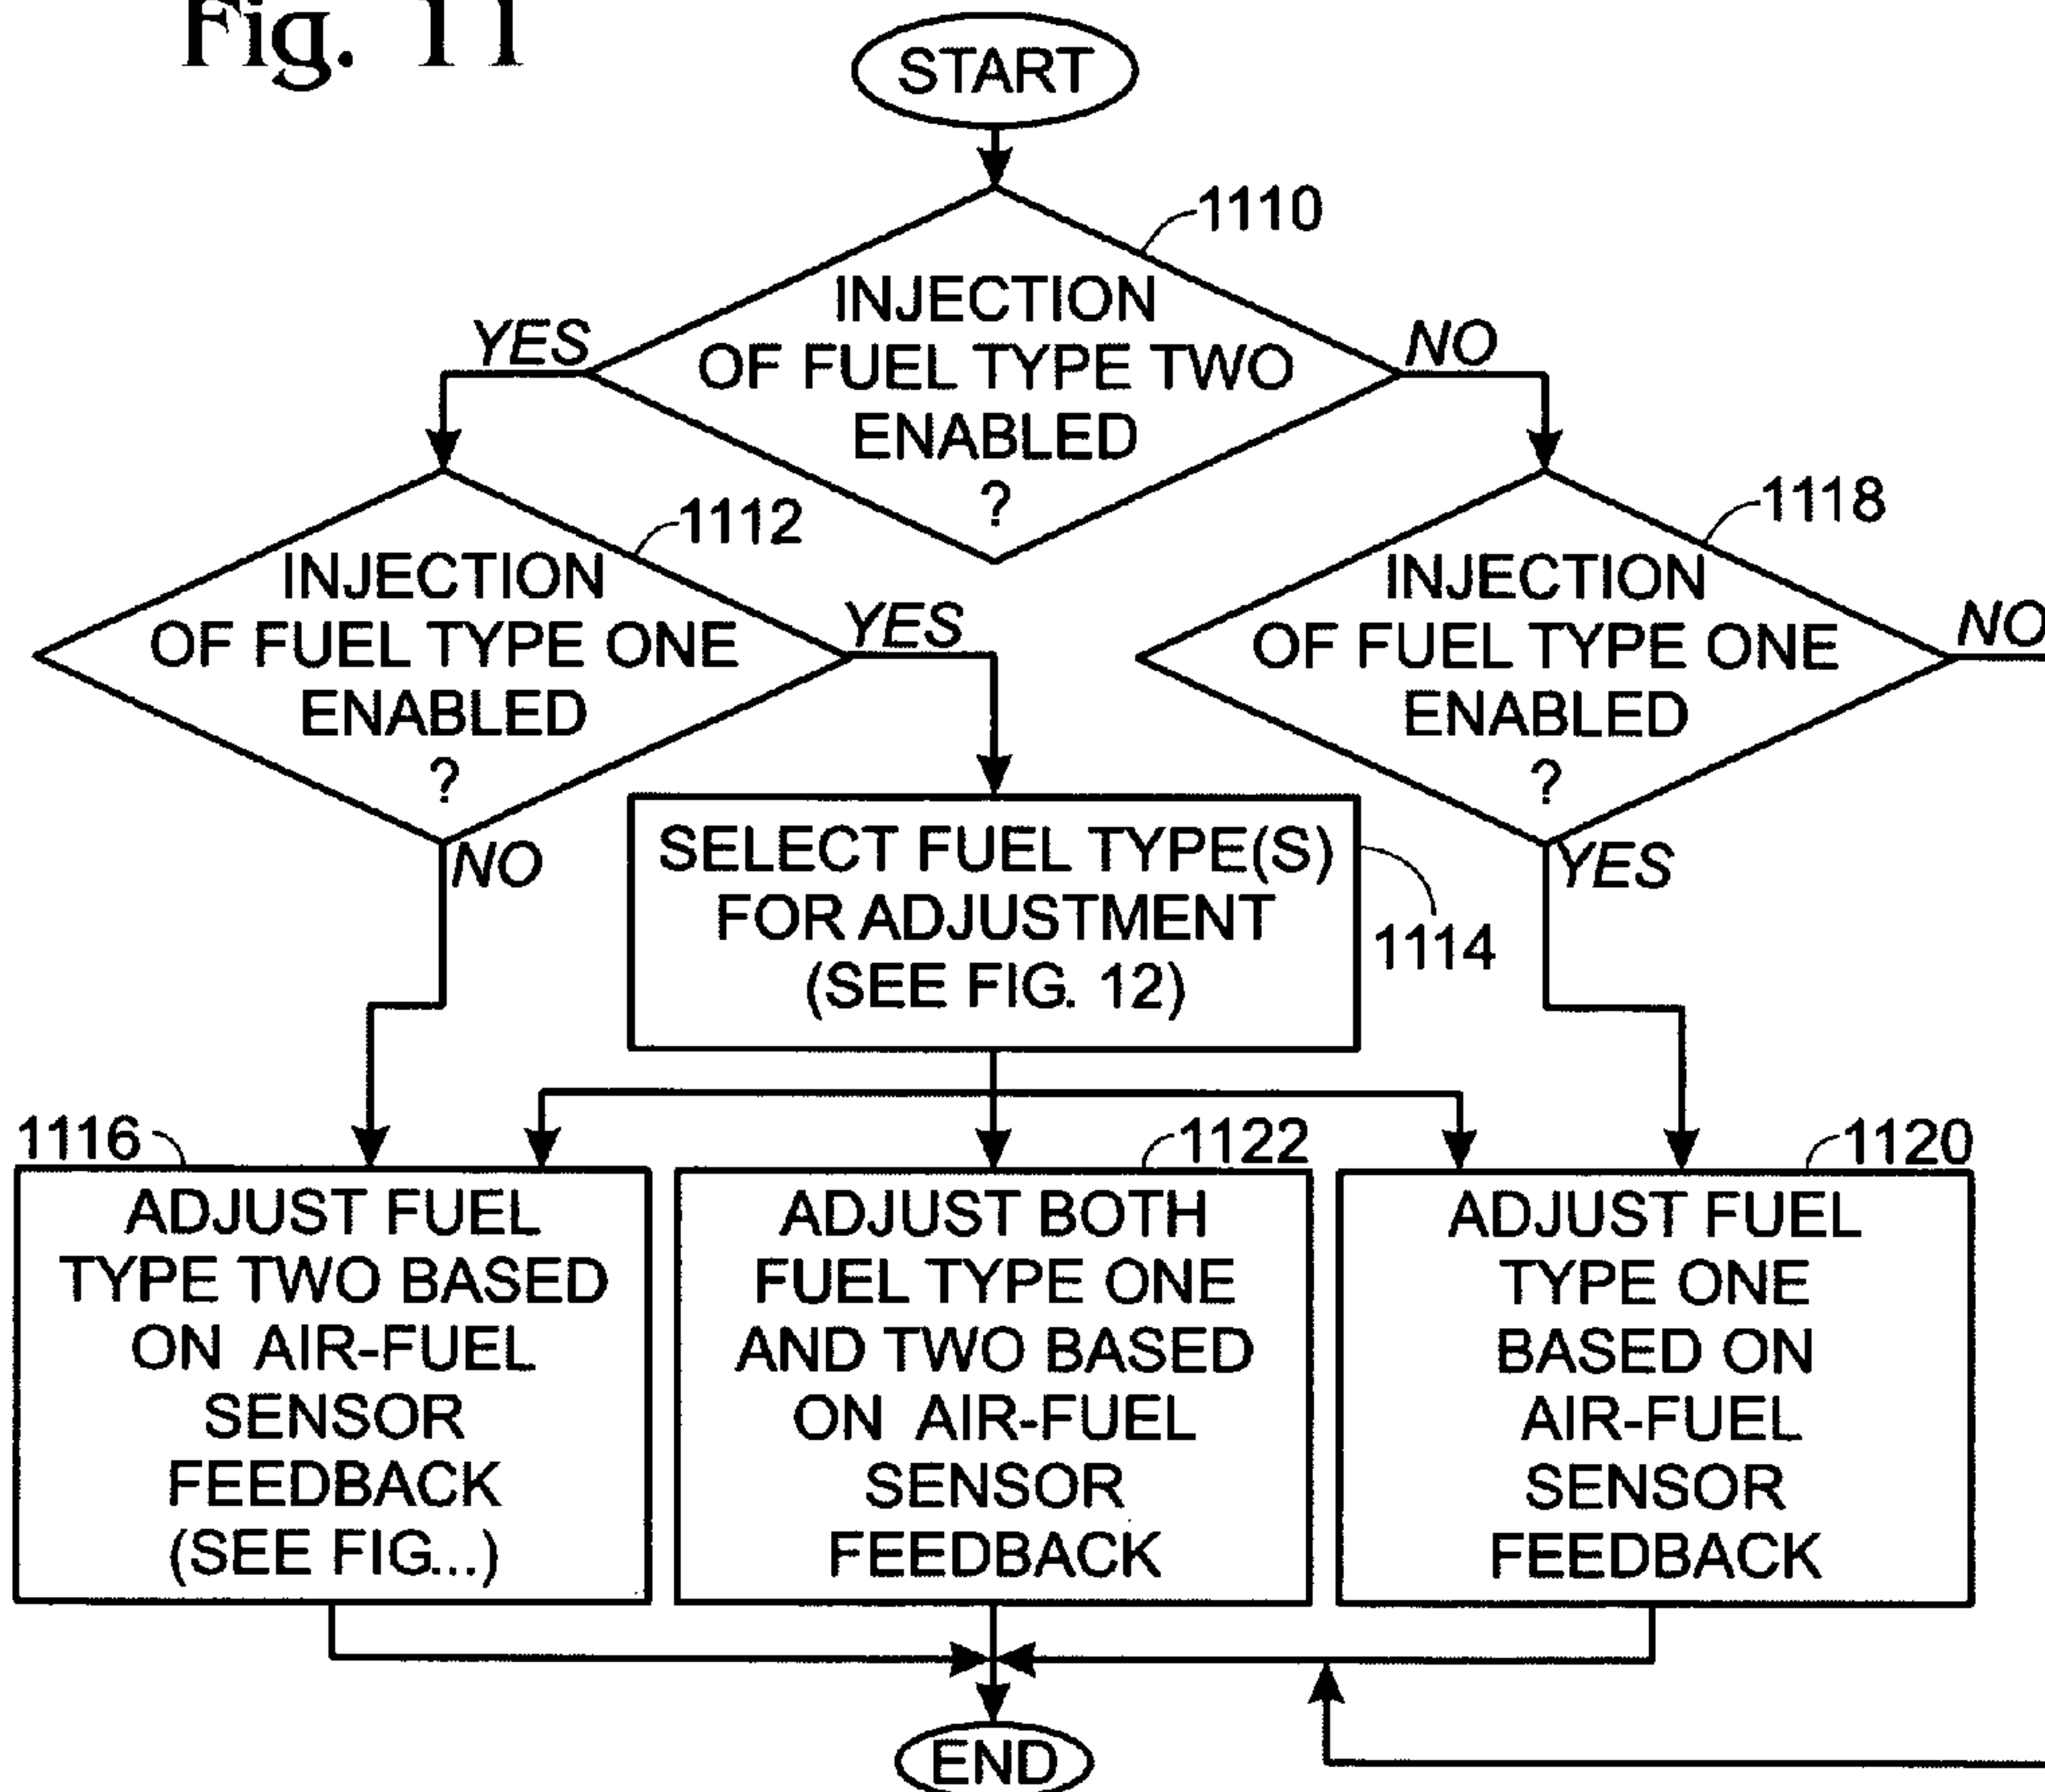 Fig. 11
START
1110
INJECTION
OF FUEL TYPE TWO
ENABLED
?
YES
NO
1112
INJECTION
OF FUEL TYPE ONE
ENABLED
?
YES
NO
1118
INJECTION
OF FUEL TYPE ONE
ENABLED
?
NO
YES
SELECT FUEL TYPE(S)
FOR ADJUSTMENT
(SEE FIG. 12)
1114
1116
ADJUST FUEL
TYPE TWO BASED
ON AIR-FUEL
SENSOR
FEEDBACK
(SEE FIG...)
1122
ADJUST BOTH
FUEL TYPE ONE
AND TWO BASED
ON AIR-FUEL
SENSOR
FEEDBACK
1120
ADJUST FUEL
TYPE ONE
BASED ON
AIR-FUEL
SENSOR
FEEDBACK
END